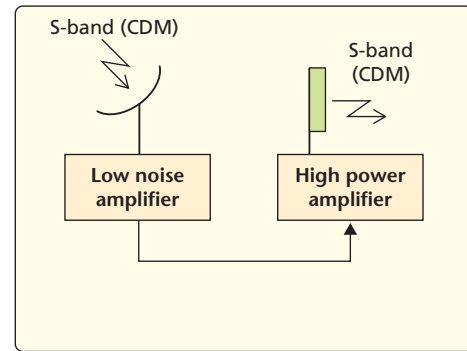 S-band (CDM)
S-band
(CDM)
Low noise
amplifier
High power
amplifier